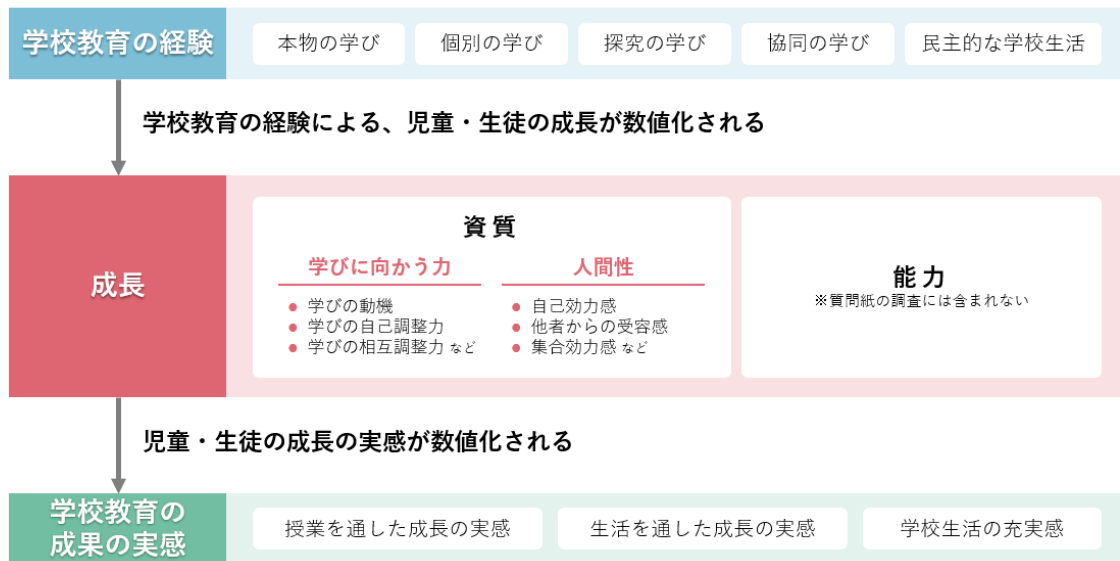 学校教育の経験
本物の学び
個別の学び
探究の学び
協同の学び
民主的な学校生活
学校教育の経験による、児童・生徒の成長が数値化される
成長
資質
学びに向かう力
● 学びの動機
● 学びの自己調整力
● 学びの相互調整力 など
人間性
● 自己効力感
● 他者からの受容感
● 集合効力感 など
能力
※質問紙の調査には含まれない
児童・生徒の成長の実感が数値化される
学校教育の
成果の実感
授業を通した成長の実感
生活を通した成長の実感
学校生活の充実感